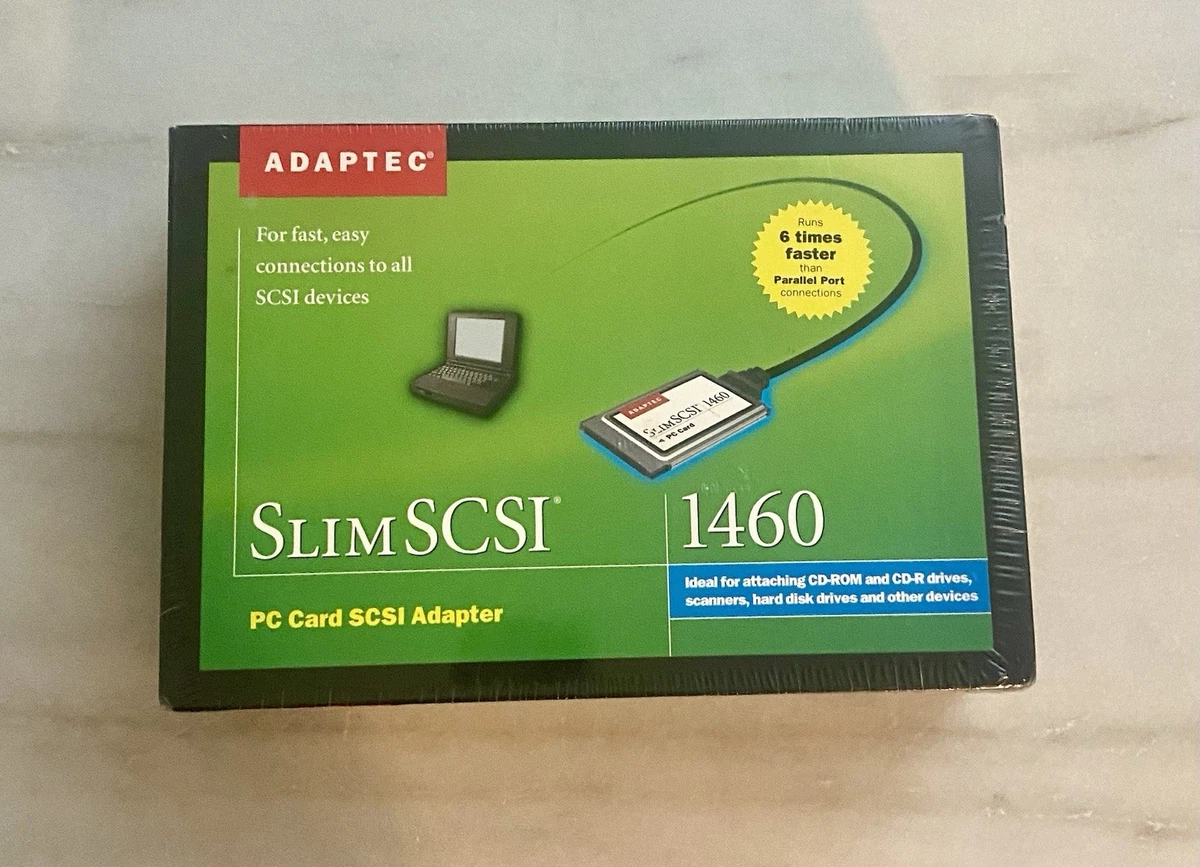 ADAPTEC®
For fast, easy
connections to all
SCSI devices
Runs
6 times
faster
than
Parallel Port
connections
ADAPTEC
SLIMSCSI® 1460
◄ PC Card
SLIMSCSI®
1460
Ideal for attaching CD-ROM and CD-R drives,
scanners, hard disk drives and other devices
PC Card SCSI Adapter